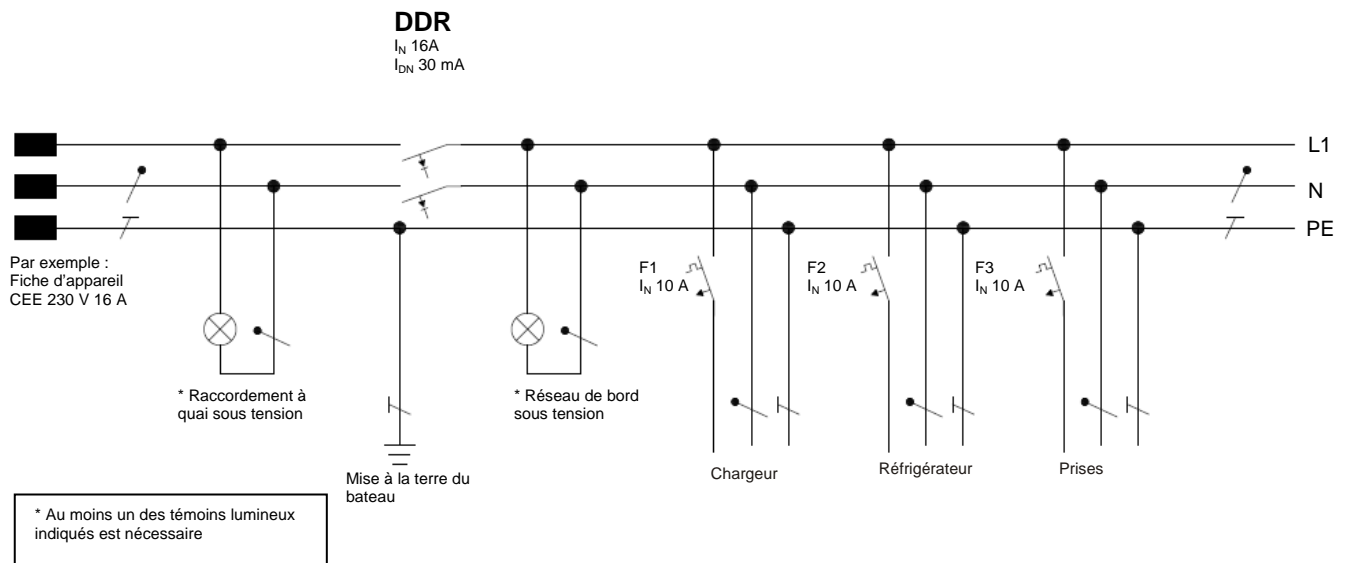 DDR
IN 16A
IDN 30 mA
L1
N
PE
Par exemple :
Fiche d'appareil
CEE 230 V 16 A
F1
IN 10 A
F2
IN 10 A
F3
IN 10 A
* Raccordement à
quai sous tension
* Réseau de bord
sous tension
Mise à la terre du
bateau
Chargeur
Réfrigérateur
Prises
* Au moins un des témoins lumineux
indiqués est nécessaire